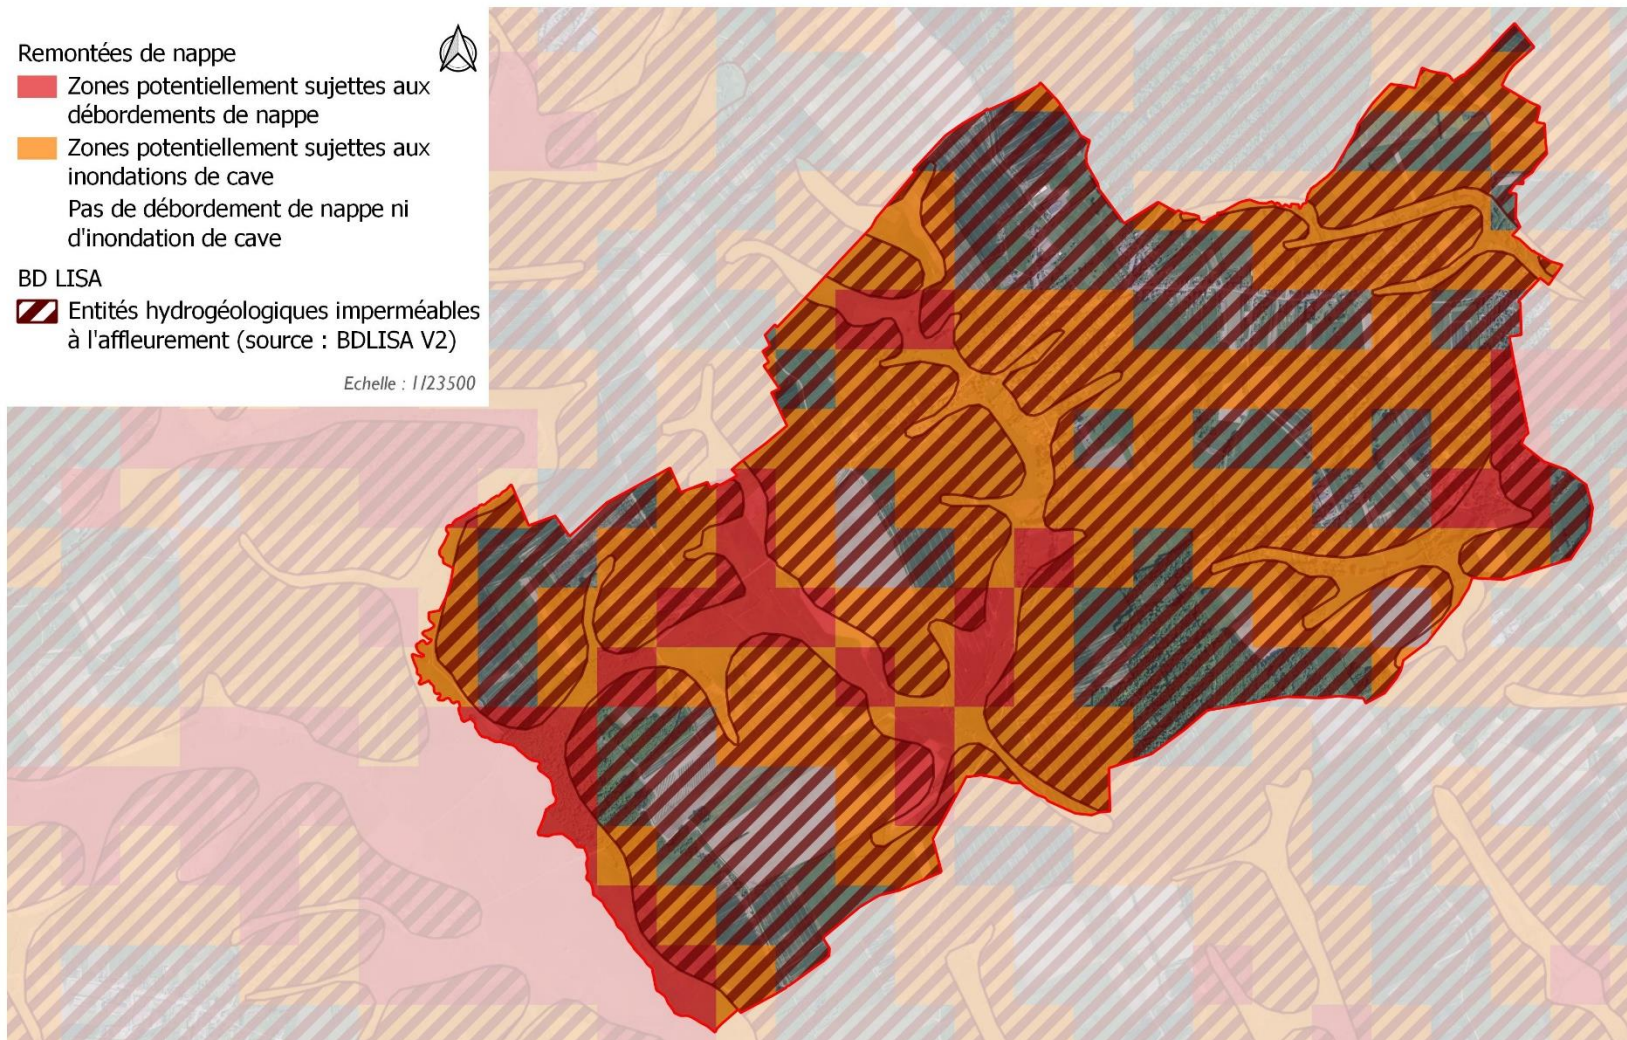 Remontées de nappe
Zones potentiellement sujettes aux
débordements de nappe
Zones potentiellement sujettes aux
inondations de cave
Pas de débordement de nappe ni
d'inondation de cave
BD LISA
Entités hydrogéologiques imperméables
à l'affleurement (source : BDLISA V2)
Echelle : 1/23500